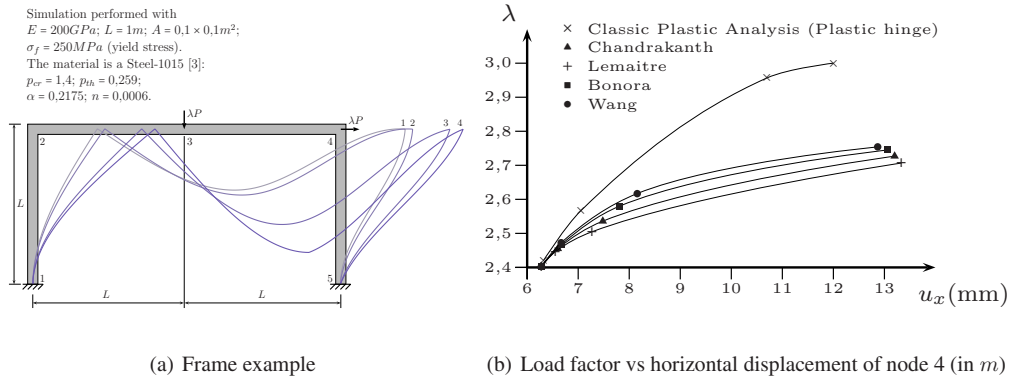 Simulation performed with
E = 200GPa; L = 1m; A = 0,1 × 0,1m²;
σf = 250MPa (yield stress).
The material is a Steel-1015 [3]:
pcr = 1,4; pth = 0,259;
α = 0,2175; n = 0,0006.
λP
λP
2
3
4
1 2 3 4
L
1
5
L
L
λ
× Classic Plastic Analysis (Plastic hinge)
▲ Chandrakanth
+ Lemaitre
■ Bonora
● Wang
3,0
2,9
2,8
2,7
2,6
2,5
2,4
6 7 8 9 10 11 12 13
ux(mm)
(a) Frame example
(b) Load factor vs horizontal displacement of node 4 (in m)